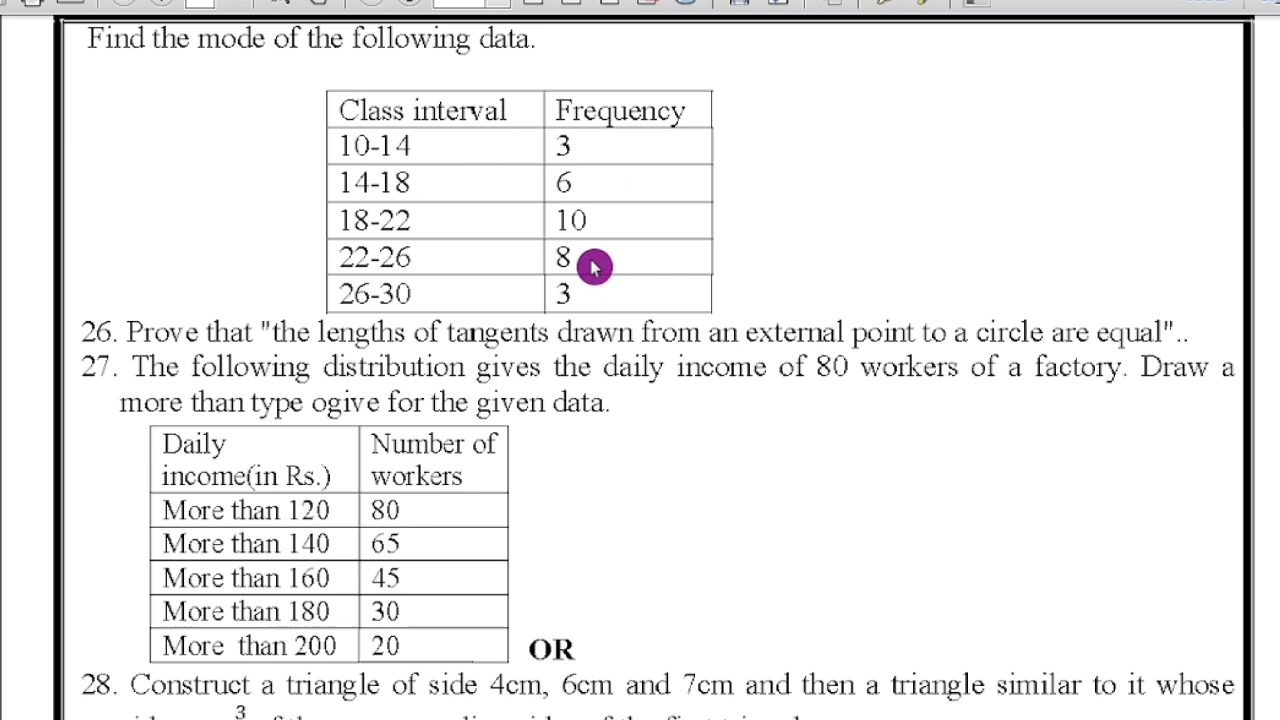 Find the mode of the following data.
Class interval Frequency
10-14 3
14-18 6
18-22 10
22-26 8
26-30 3
26. Prove that "the lengths of tangents drawn from an external point to a circle are equal"..
27. The following distribution gives the daily income of 80 workers of a factory. Draw a
more than type ogive for the given data.
Daily Number of
income(in Rs.) workers
More than 120 80
More than 140 65
More than 160 45
More than 180 30
More than 200 20
OR
28. Construct a triangle of side 4cm, 6cm and 7cm and then a triangle similar to it whose
3